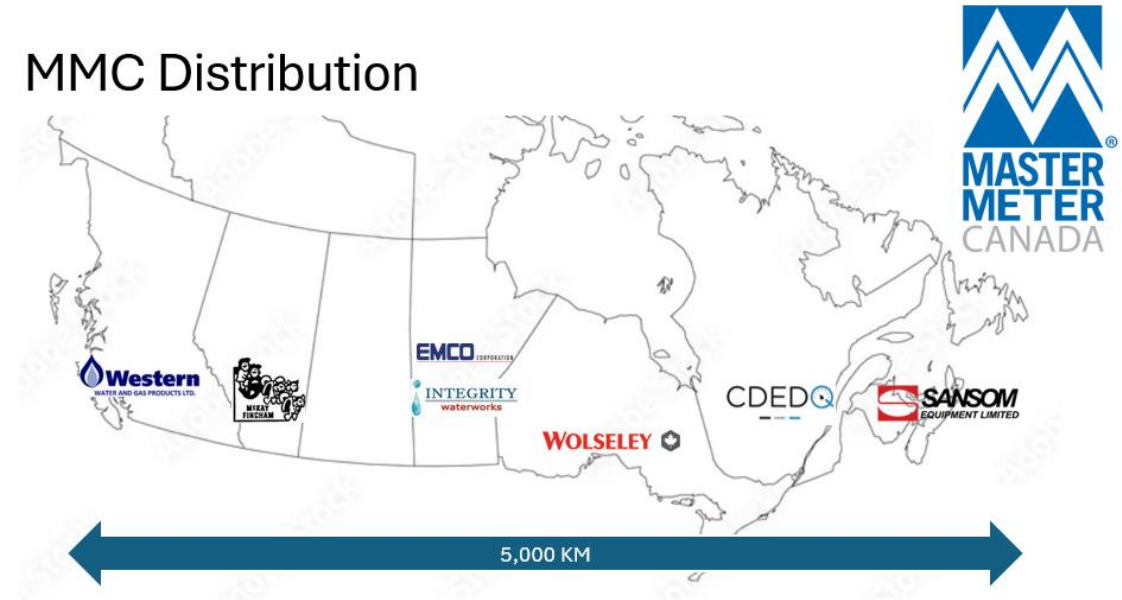 MMC Distribution
MASTER
METER
CANADA
®
EMCO CORPORATION
Western
WATER AND GAS PRODUCTS LTD.
McKAY
FINCHAM
INTEGRITY
waterworks
CDEDQ
SANSOM
EQUIPMENT LIMITED
WOLSELEY
5,000 KM